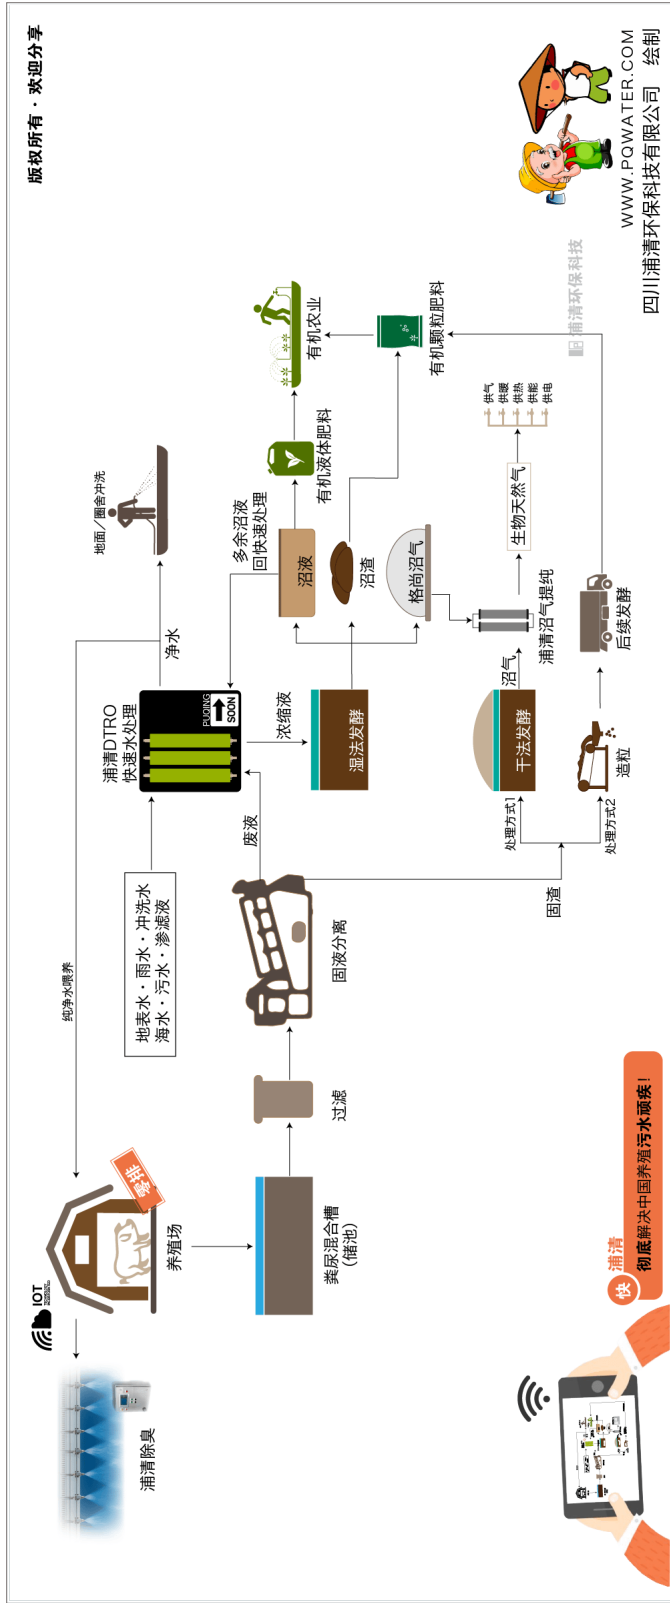 版权所有·欢迎分享
IOT
养殖场
零排
浦清除臭
纯净水喂养
地表水·雨水·冲洗水
海水·污水·渗滤液
浦清DTRO
快速水处理
PUQING
SOON
净水
地面／圈舍冲洗
粪尿混合槽
（储池）
过滤
固液分离
废液
浓缩液
湿法发酵
多余沼液
回快速处理
沼液
沼渣
格尚沼气
有机液体肥料
有机农业
有机颗粒肥料
固渣
处理方式1
处理方式2
干法发酵
沼气
浦清沼气提纯
生物天然气
供气
供暖
供热
供能
供电
造粒
后续发酵
浦清环保科技
快
浦清
彻底解决中国养殖污水顽疾！
WWW.PQWATER.COM
四川浦清环保科技有限公司 绘制